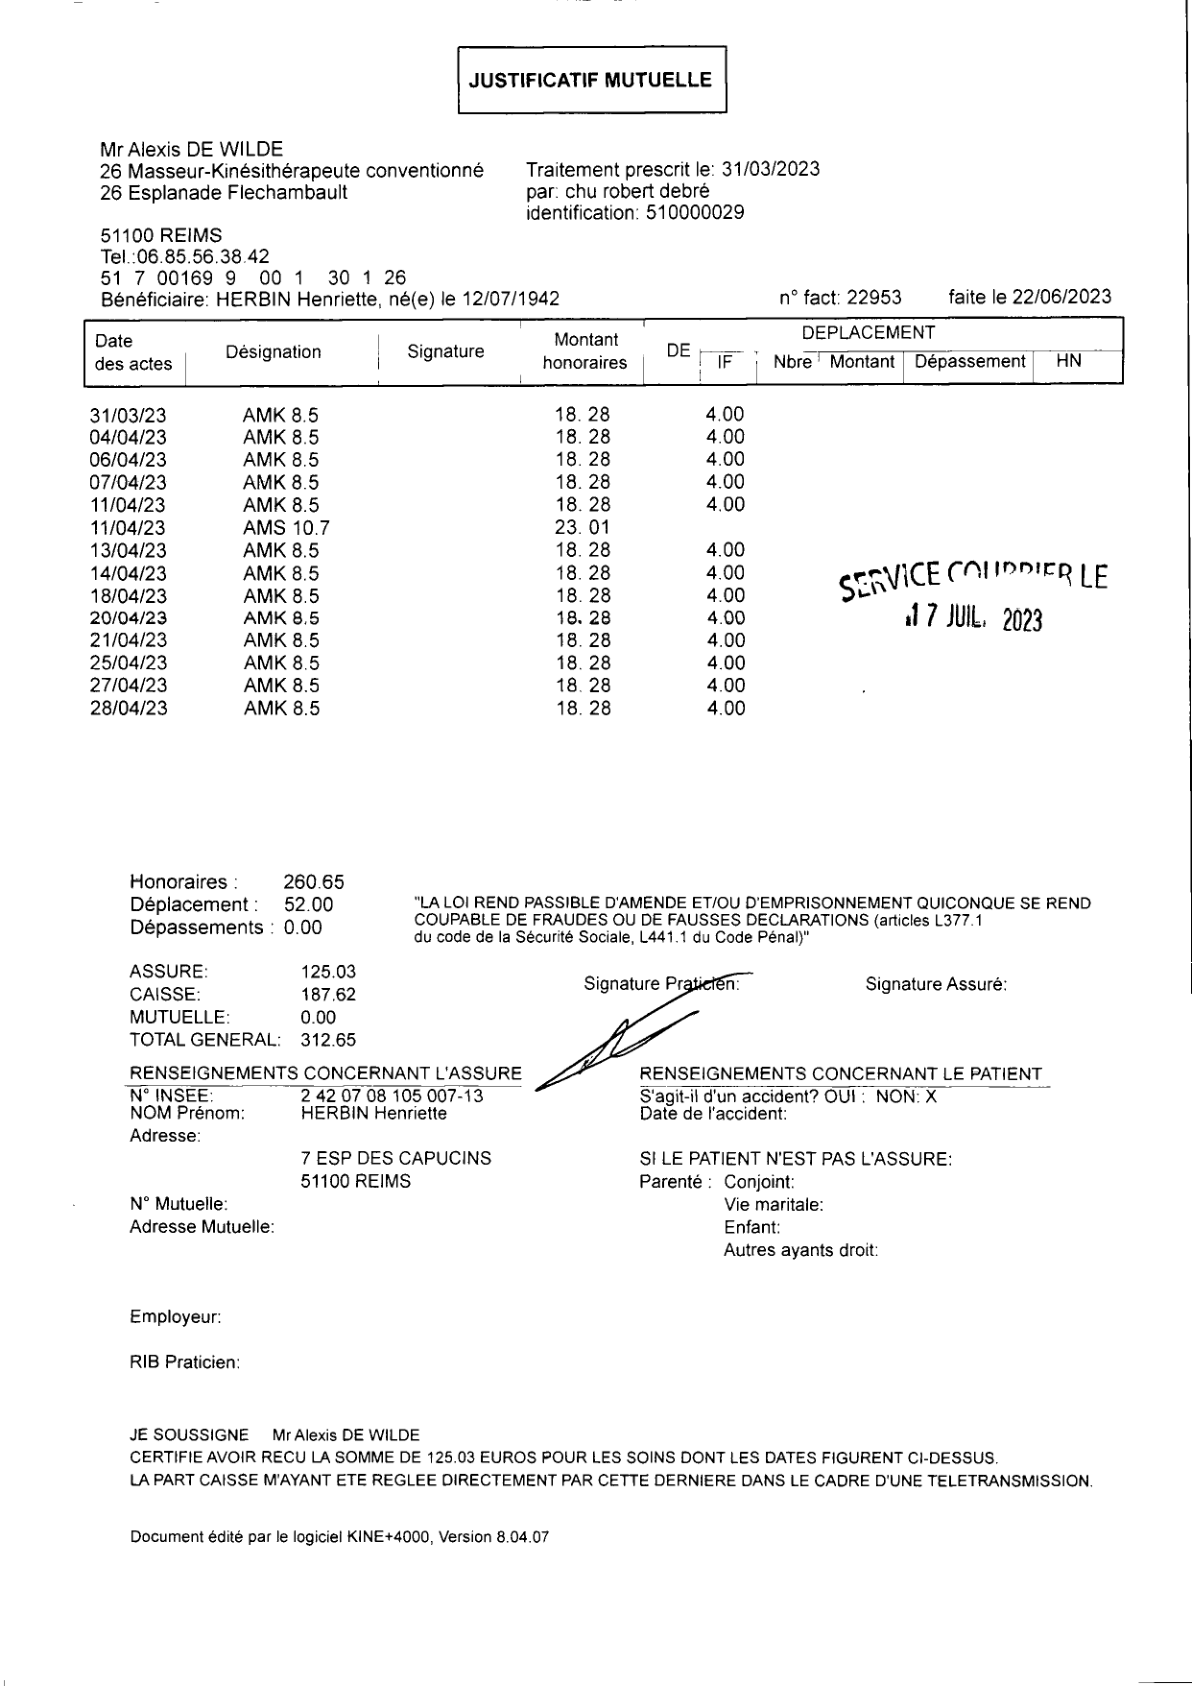 JUSTIFICATIF MUTUELLE
Mr Alexis DE WILDE
26 Masseur-Kinésithérapeute conventionné
26 Esplanade Flechambault
Traitement prescrit le: 31/03/2023
par: chu robert debré
identification: 510000029
51100 REIMS
Tel.:06.85.56.38.42
51 7 00169 9 00 1 30 1 26
Bénéficiaire: HERBIN Henriette, né(e) le 12/07/1942 n° fact: 22953 faite le 22/06/2023
Date des actes Désignation Signature Montant honoraires DE IF DEPLACEMENT Nbre Montant Dépassement HN
31/03/23 AMK 8.5 18. 28 4.00
04/04/23 AMK 8.5 18. 28 4.00
06/04/23 AMK 8.5 18. 28 4.00
07/04/23 AMK 8.5 18. 28 4.00
11/04/23 AMK 8.5 18. 28 4.00
11/04/23 AMS 10.7 23. 01
13/04/23 AMK 8.5 18. 28 4.00
14/04/23 AMK 8.5 18. 28 4.00
18/04/23 AMK 8.5 18. 28 4.00
20/04/23 AMK 8.5 18. 28 4.00
21/04/23 AMK 8.5 18. 28 4.00
25/04/23 AMK 8.5 18. 28 4.00
27/04/23 AMK 8.5 18. 28 4.00
28/04/23 AMK 8.5 18. 28 4.00
SERVICE COURRIER LE
17 JUIL. 2023
Honoraires : 260.65
Déplacement : 52.00
Dépassements : 0.00
"LA LOI REND PASSIBLE D'AMENDE ET/OU D'EMPRISONNEMENT QUICONQUE SE REND
COUPABLE DE FRAUDES OU DE FAUSSES DECLARATIONS (articles L377.1
du code de la Sécurité Sociale, L441.1 du Code Pénal)"
ASSURE: 125.03
CAISSE: 187.62
MUTUELLE: 0.00
TOTAL GENERAL: 312.65
Signature Praticien: Signature Assuré:
RENSEIGNEMENTS CONCERNANT L'ASSURE
N° INSEE: 2 42 07 08 105 007-13
NOM Prénom: HERBIN Henriette
Adresse:
7 ESP DES CAPUCINS
51100 REIMS
N° Mutuelle:
Adresse Mutuelle:
RENSEIGNEMENTS CONCERNANT LE PATIENT
S'agit-il d'un accident? OUI : NON: X
Date de l'accident:
SI LE PATIENT N'EST PAS L'ASSURE:
Parenté : Conjoint:
Vie maritale:
Enfant:
Autres ayants droit:
Employeur:
RIB Praticien:
JE SOUSSIGNE Mr Alexis DE WILDE
CERTIFIE AVOIR RECU LA SOMME DE 125.03 EUROS POUR LES SOINS DONT LES DATES FIGURENT CI-DESSUS.
LA PART CAISSE M'AYANT ETE REGLEE DIRECTEMENT PAR CETTE DERNIERE DANS LE CADRE D'UNE TELETRANSMISSION.
Document édité par le logiciel KINE+4000, Version 8.04.07